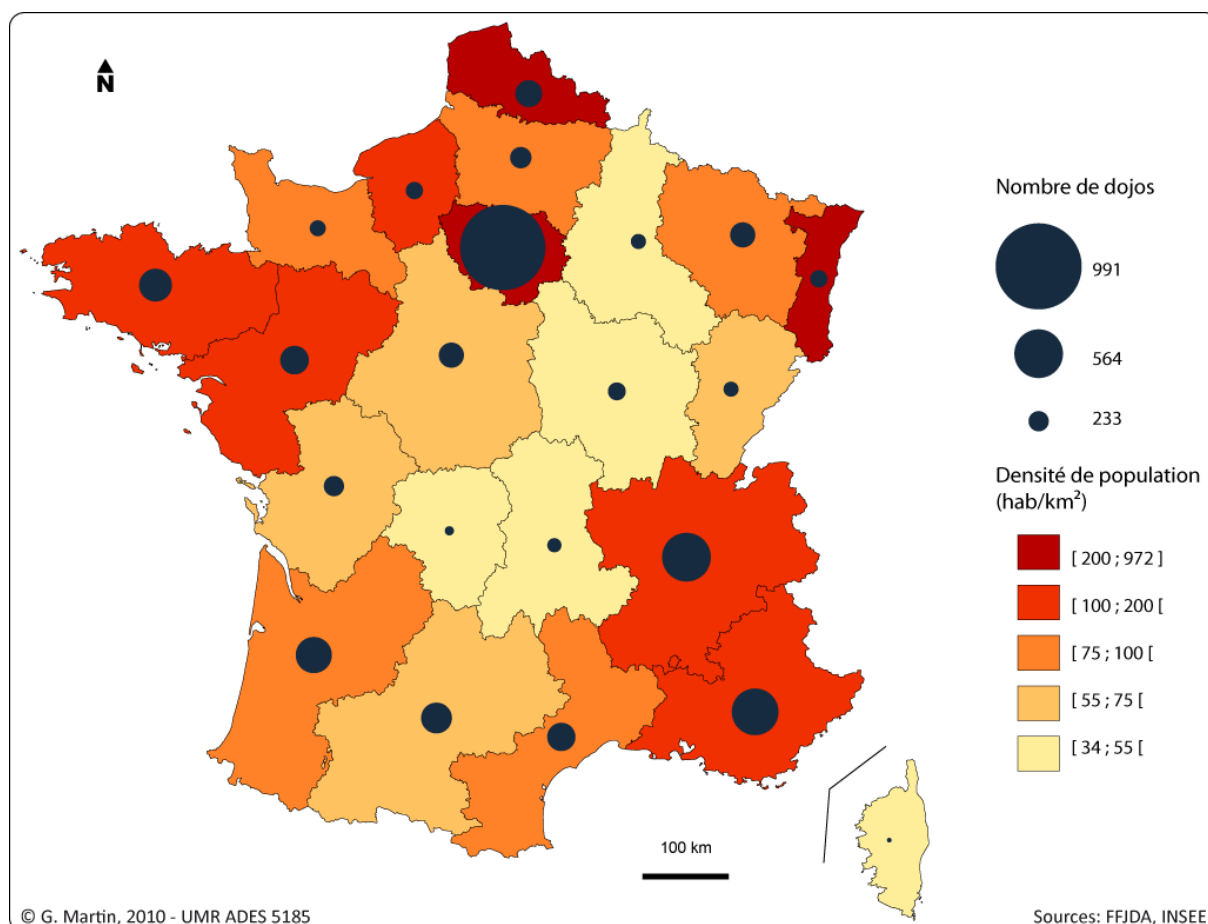 N
Nombre de dojos
991
564
233
Densité de population
(hab/km²)
[ 200 ; 972 ]
[ 100 ; 200 [
[ 75 ; 100 [
[ 55 ; 75 [
[ 34 ; 55 [
100 km
© G. Martin, 2010 - UMR ADES 5185
Sources: FFJDA, INSEE